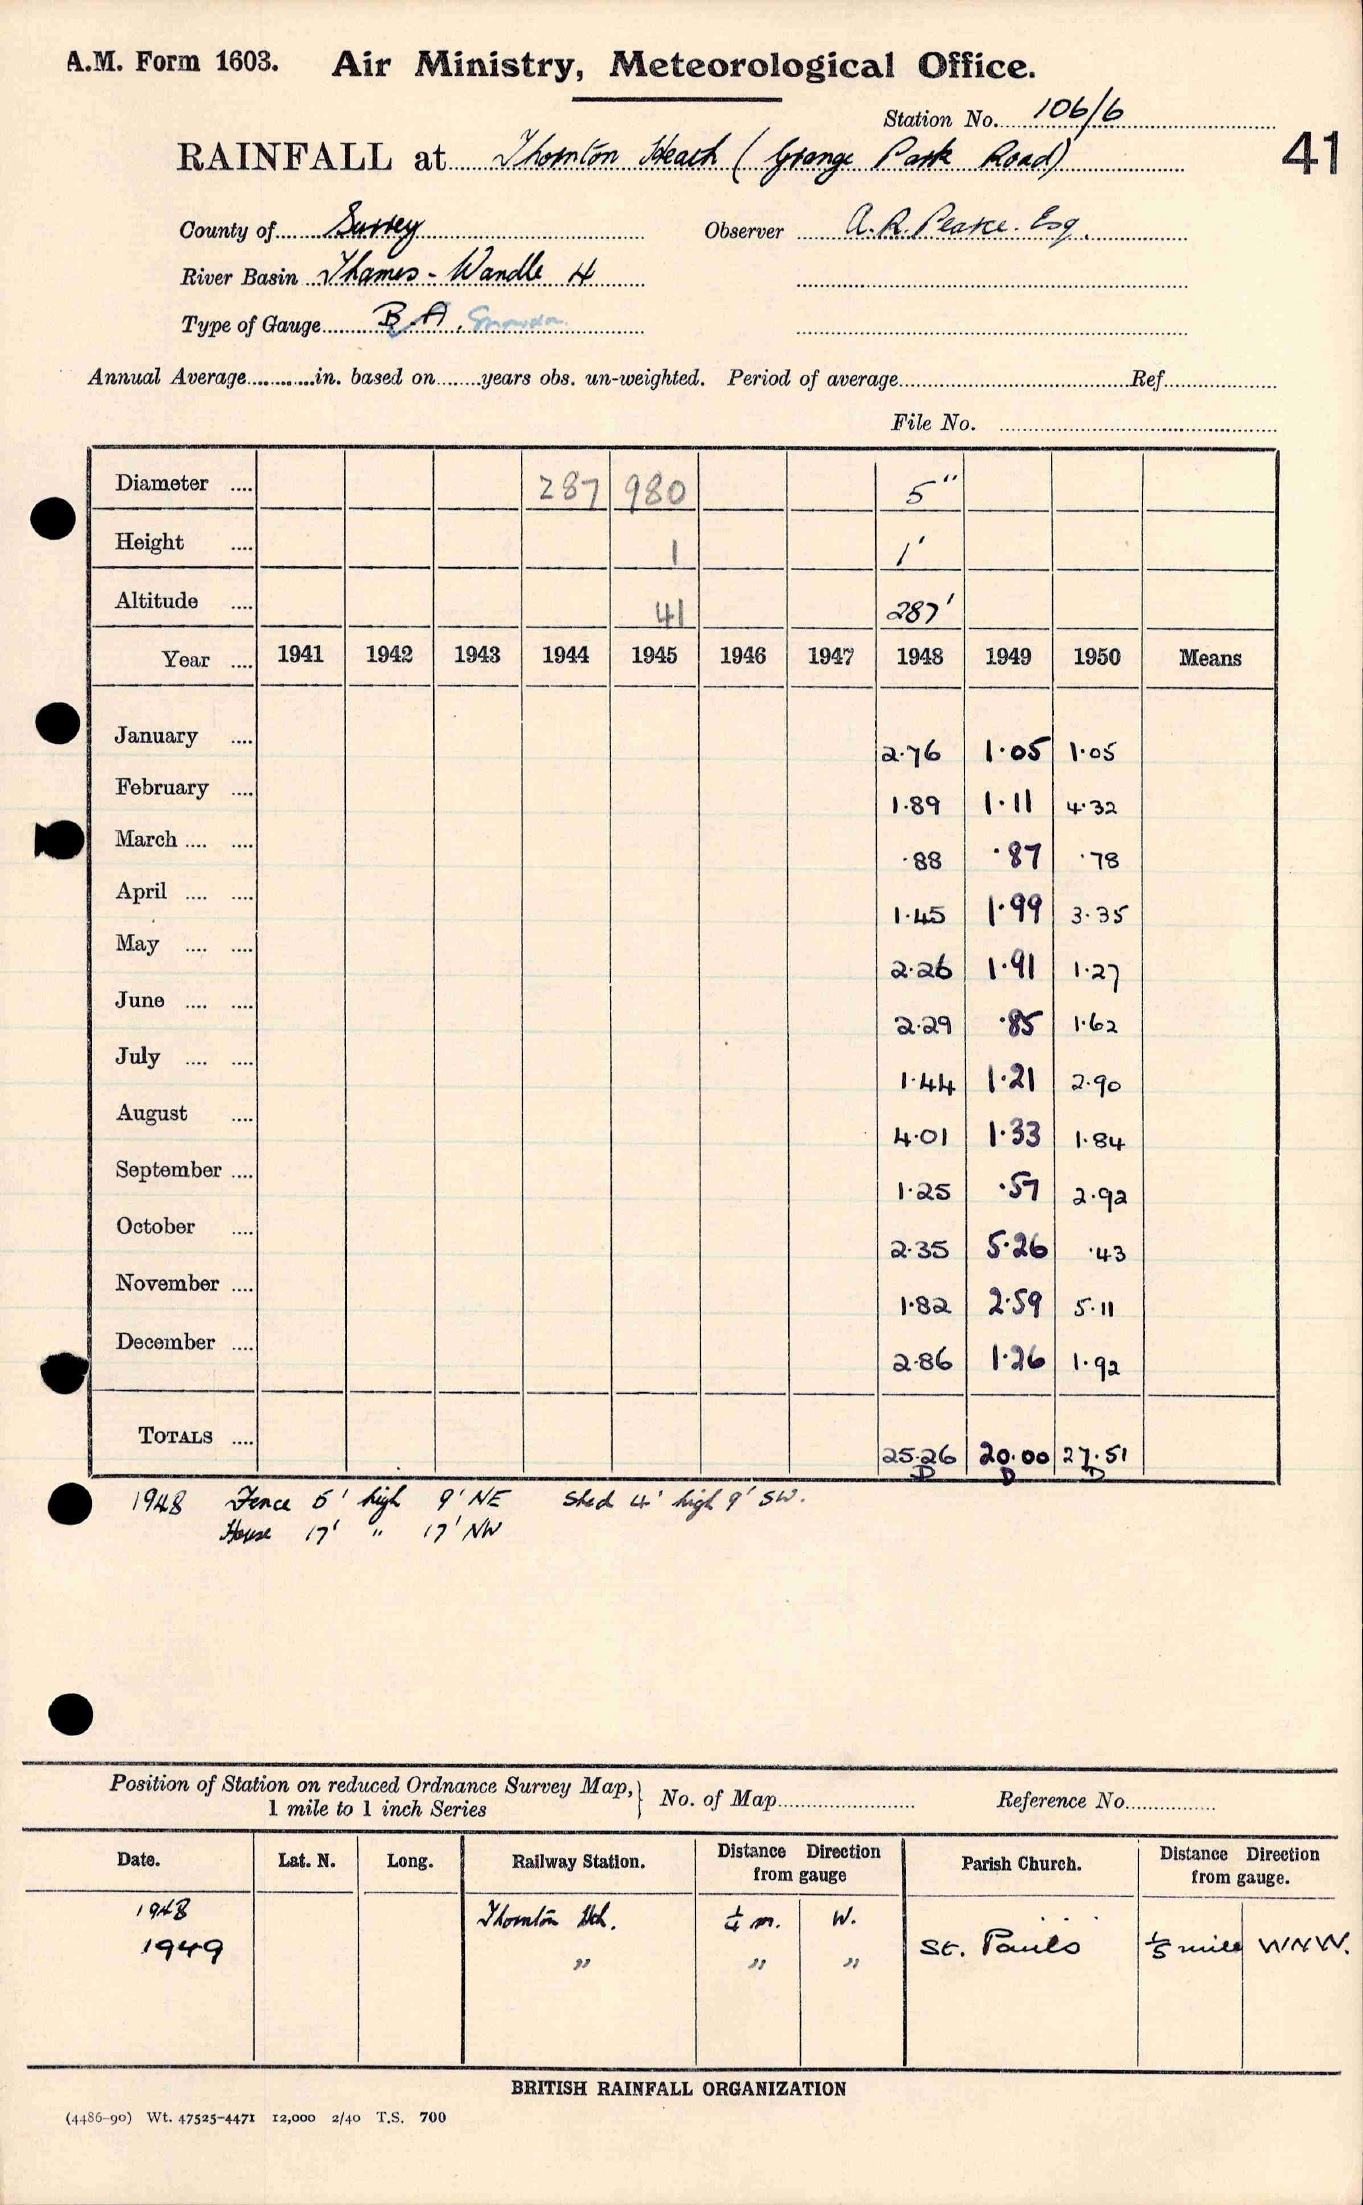 A.M. Form 1603. Air Ministry, Meteorological Office.
Station No. 106/6
RAINFALL at Thornton Heath (Grange Park Road)
41
County of Surrey Observer A.R. Peake. Esq.
River Basin Thames - Wandle 4
Type of Gauge B A. Snowdon
Annual Average............in. based on........years obs. un-weighted. Period of average........Ref........
File No. ........
Diameter .... 287 980 5"
Height .... 1 1'
Altitude .... 41 287'
Year .... 1941 1942 1943 1944 1945 1946 1947 1948 1949 1950 Means
January .... 2.76 1.05 1.05
February .... 1.89 1.11 4.32
March .... .... .88 .87 .78
April .... .... 1.45 1.99 3.35
May .... .... 2.26 1.91 1.27
June .... .... 2.29 .85 1.62
July .... .... 1.44 1.21 2.90
August .... 4.01 1.33 1.84
September .... 1.25 .57 2.92
October .... 2.35 5.26 .43
November .... 1.82 2.59 5.11
December .... 2.86 1.26 1.92
TOTALS .... 25.26 20.00 27.51
D D D
1948 Fence 5' high 9' NE Shed 4' high 9' SW.
House 17' " 17' NW
Position of Station on reduced Ordnance Survey Map, 1 mile to 1 inch Series } No. of Map........ Reference No........
Date. Lat. N. Long. Railway Station. Distance Direction from gauge Parish Church. Distance Direction from gauge.
1948 Thornton Hth. 1/4 m. W.
1949 " " " St. Paul's 1/5 mile WNW.
BRITISH RAINFALL ORGANIZATION
(4486-90) Wt. 47525-4471 12,000 2/40 T.S. 700